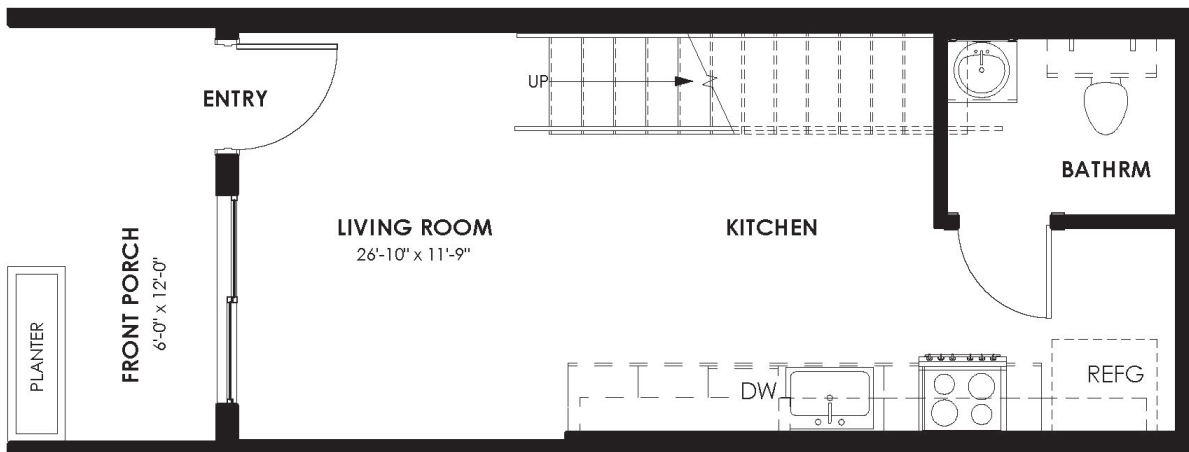 ENTRY
UP
BATHRM
LIVING ROOM
26'-10" x 11'-9"
KITCHEN
FRONT PORCH
6'-0" x 12'-0"
PLANTER
DW
REFG